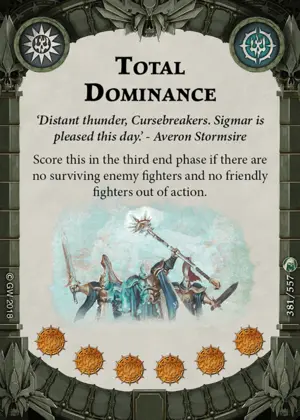 TOTAL
DOMINANCE
'Distant thunder, Cursebreakers. Sigmar is
pleased this day.' - Averon Stormsire
Score this in the third end phase if there are
no surviving enemy fighters and no friendly
fighters out of action.
© GW 2018
381/557